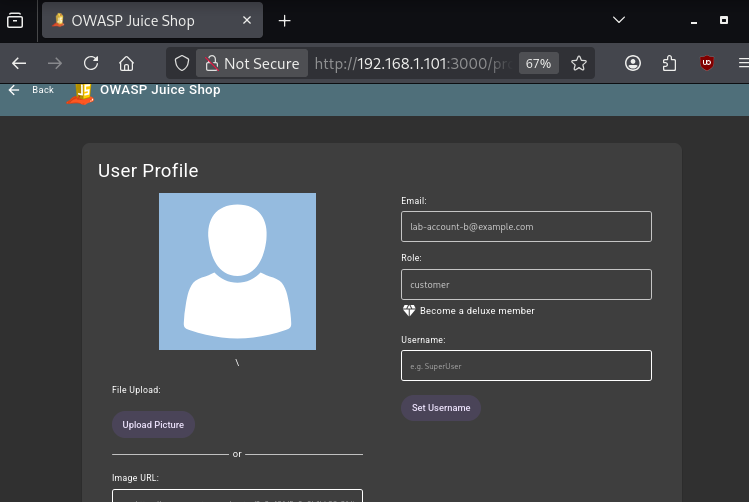 OWASP Juice Shop
Not Secure
http://192.168.1.101:3000/pr
67%
Back
OWASP Juice Shop
User Profile
\
File Upload:
Upload Picture
or
Image URL:
Email:
lab-account-b@example.com
Role:
customer
Become a deluxe member
Username:
e.g. SuperUser
Set Username